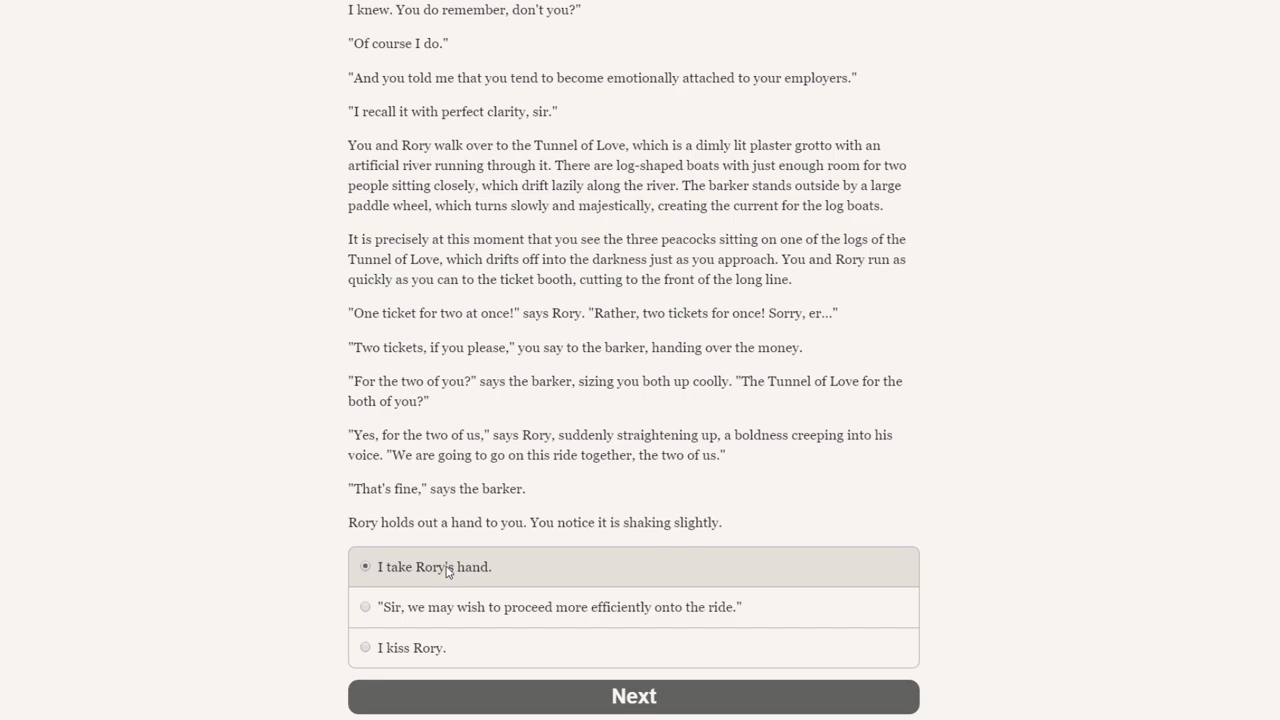 I knew. You do remember, don't you?"
"Of course I do."
"And you told me that you tend to become emotionally attached to your employers."
"I recall it with perfect clarity, sir."
You and Rory walk over to the Tunnel of Love, which is a dimly lit plaster grotto with an
artificial river running through it. There are log-shaped boats with just enough room for two
people sitting closely, which drift lazily along the river. The barker stands outside by a large
paddle wheel, which turns slowly and majestically, creating the current for the log boats.
It is precisely at this moment that you see the three peacocks sitting on one of the logs of the
Tunnel of Love, which drifts off into the darkness just as you approach. You and Rory run as
quickly as you can to the ticket booth, cutting to the front of the long line.
"One ticket for two at once!" says Rory. "Rather, two tickets for once! Sorry, er..."
"Two tickets, if you please," you say to the barker, handing over the money.
"For the two of you?" says the barker, sizing you both up coolly. "The Tunnel of Love for the
both of you?"
"Yes, for the two of us," says Rory, suddenly straightening up, a boldness creeping into his
voice. "We are going to go on this ride together, the two of us."
"That's fine," says the barker.
Rory holds out a hand to you. You notice it is shaking slightly.
I take Rory's hand.
"Sir, we may wish to proceed more efficiently onto the ride."
I kiss Rory.
Next